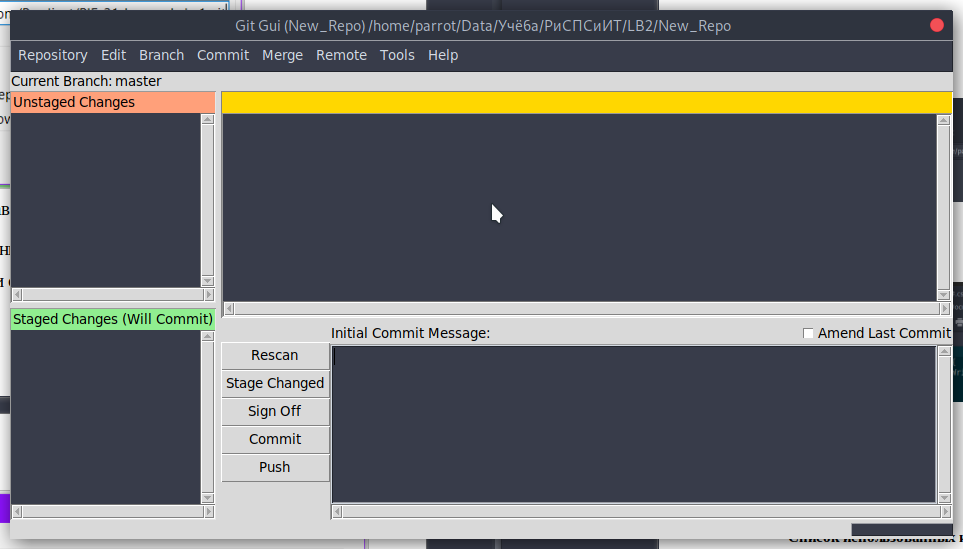 Git Gui (New_Repo) /home/parrot/Data/Учёба/РиСПСиИТ/LB2/New_Repo
Repository Edit Branch Commit Merge Remote Tools Help
Current Branch: master
Unstaged Changes
Staged Changes (Will Commit)
Initial Commit Message:
Amend Last Commit
Rescan
Stage Changed
Sign Off
Commit
Push